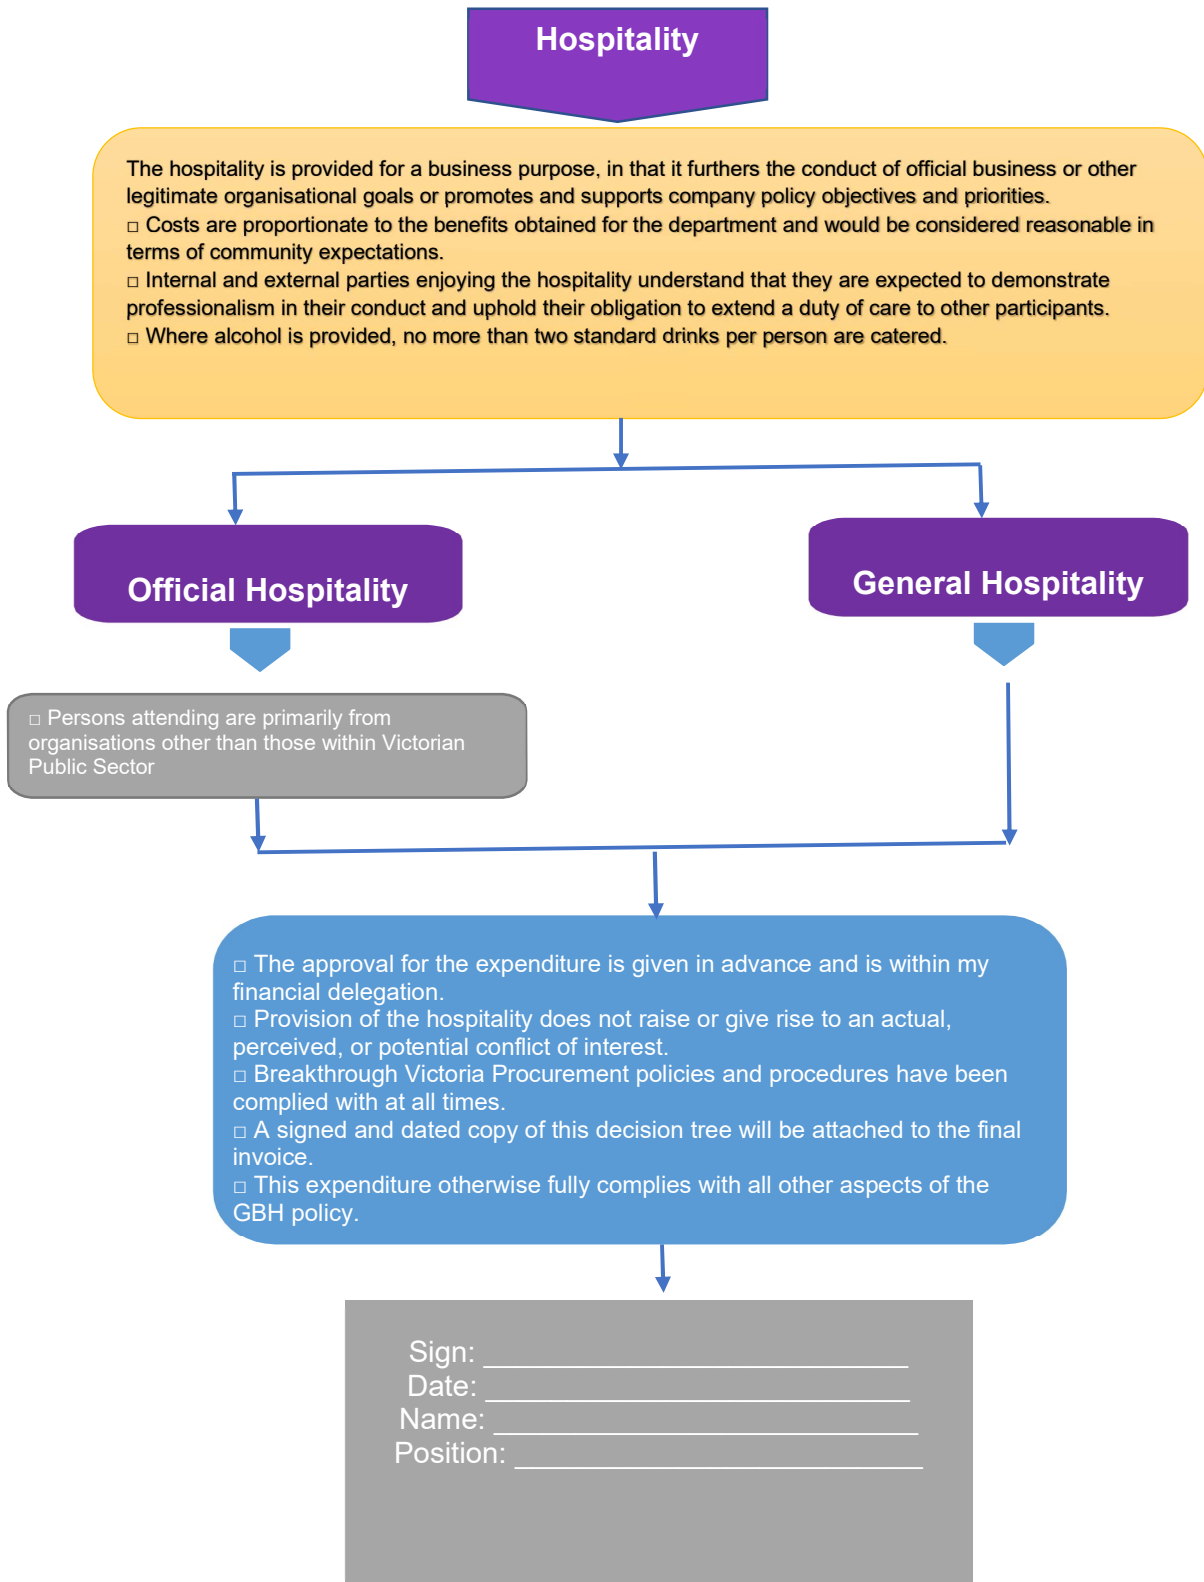 Hospitality
The hospitality is provided for a business purpose, in that it furthers the conduct of official business or other
legitimate organisational goals or promotes and supports company policy objectives and priorities.
□ Costs are proportionate to the benefits obtained for the department and would be considered reasonable in
terms of community expectations.
□ Internal and external parties enjoying the hospitality understand that they are expected to demonstrate
professionalism in their conduct and uphold their obligation to extend a duty of care to other participants.
□ Where alcohol is provided, no more than two standard drinks per person are catered.
Official Hospitality
General Hospitality
□ Persons attending are primarily from
organisations other than those within Victorian
Public Sector
□ The approval for the expenditure is given in advance and is within my
financial delegation.
□ Provision of the hospitality does not raise or give rise to an actual,
perceived, or potential conflict of interest.
□ Breakthrough Victoria Procurement policies and procedures have been
complied with at all times.
□ A signed and dated copy of this decision tree will be attached to the final
invoice.
□ This expenditure otherwise fully complies with all other aspects of the
GBH policy.
Sign: __________________________
Date: __________________________
Name: __________________________
Position: _________________________